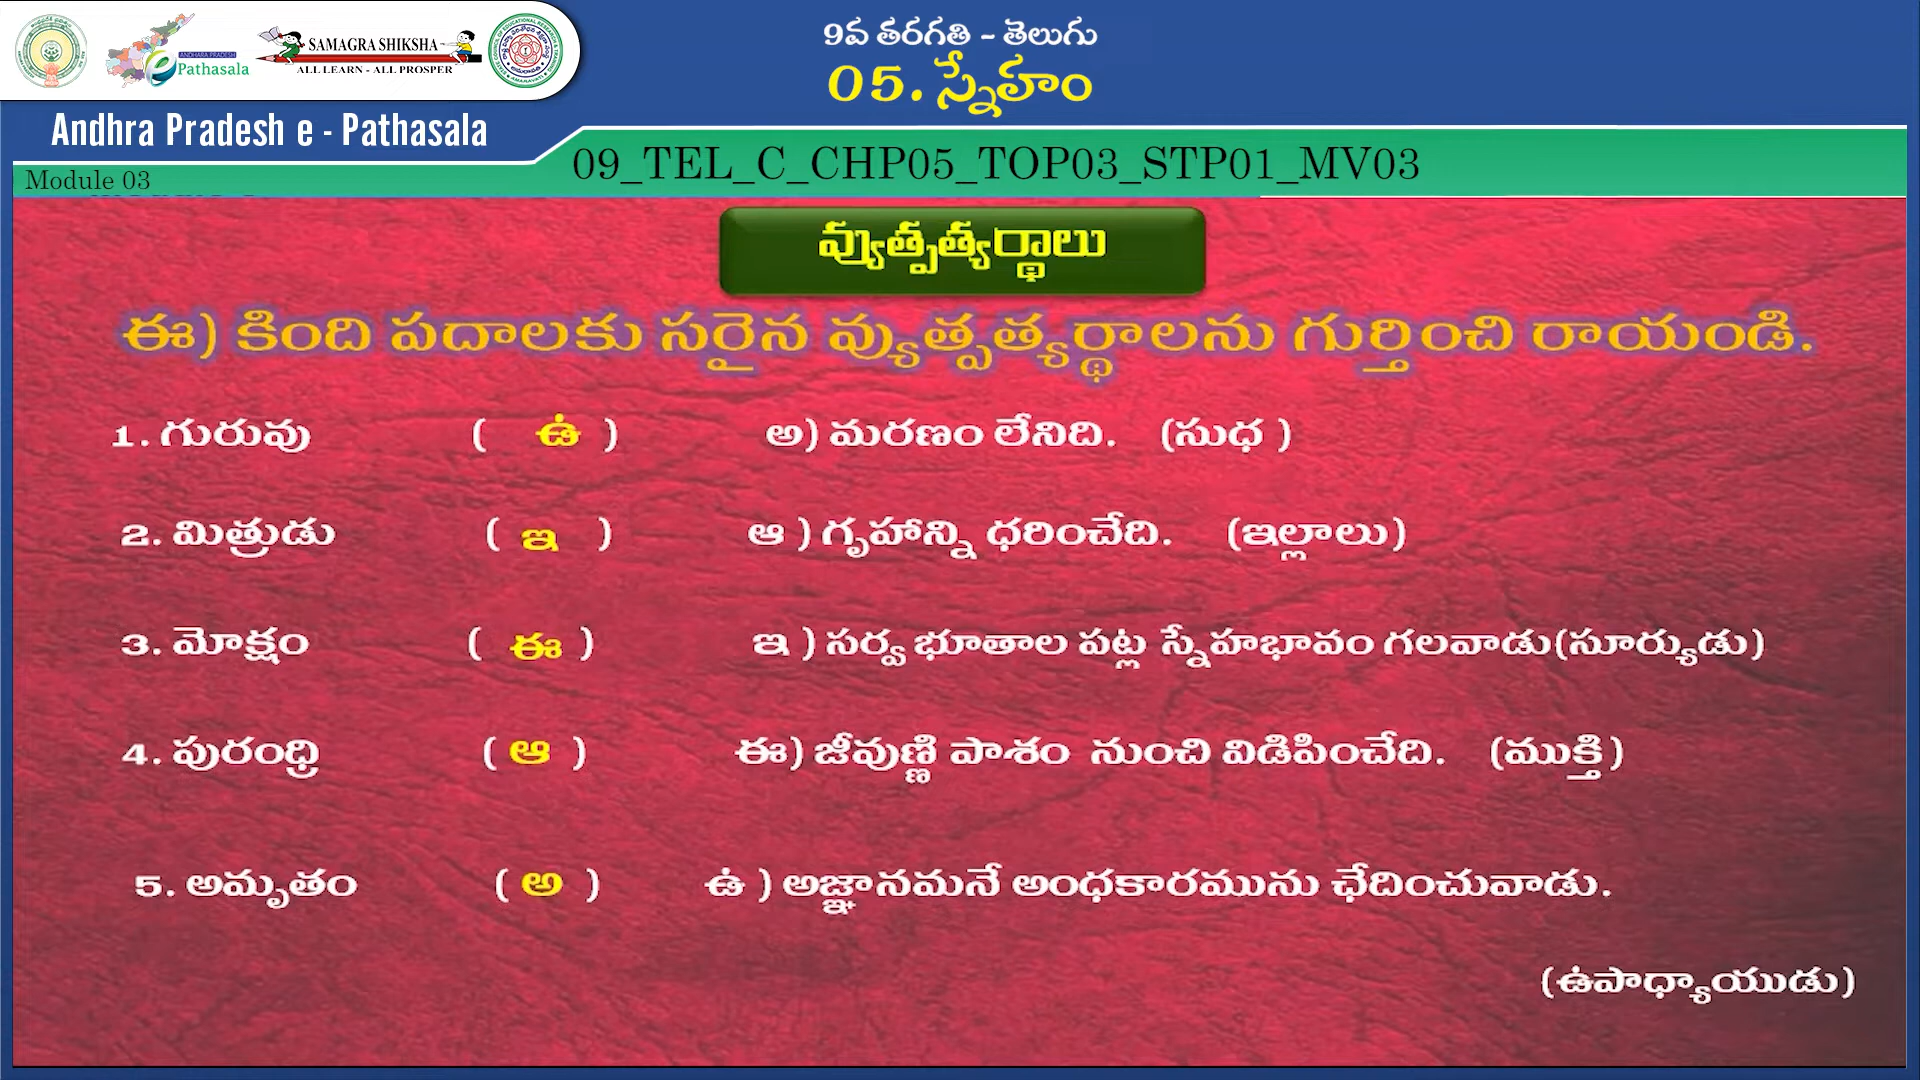 9వ తరగతి - తెలుగు
05. స్నేహం
ANDHRA PRADESH
e Pathasala
SAMAGRA SHIKSHA
ALL LEARN - ALL PROSPER
Andhra Pradesh e - Pathasala
09_TEL_C_CHP05_TOP03_STP01_MV03
Module 03
వ్యుత్పత్యర్థాలు
ఈ) కింది పదాలకు సరైన వ్యుత్పత్యర్థాలను గుర్తించి రాయండి.
1. గురువు ( ఉ ) అ) మరణం లేనిది. (సుధ )
2. మిత్రుడు ( ఇ ) ఆ ) గృహాన్ని ధరించేది. (ఇల్లాలు)
3. మోక్షం ( ఈ ) ఇ ) సర్వ భూతాల పట్ల స్నేహభావం గలవాడు(సూర్యుడు)
4. పురంధ్రి ( ఆ ) ఈ) జీవుణ్ణి పాశం నుంచి విడిపించేది. (ముక్తి)
5. అమృతం ( అ ) ఉ ) అజ్ఞానమనే అంధకారమును ఛేదించువాడు.
(ఉపాధ్యాయుడు)